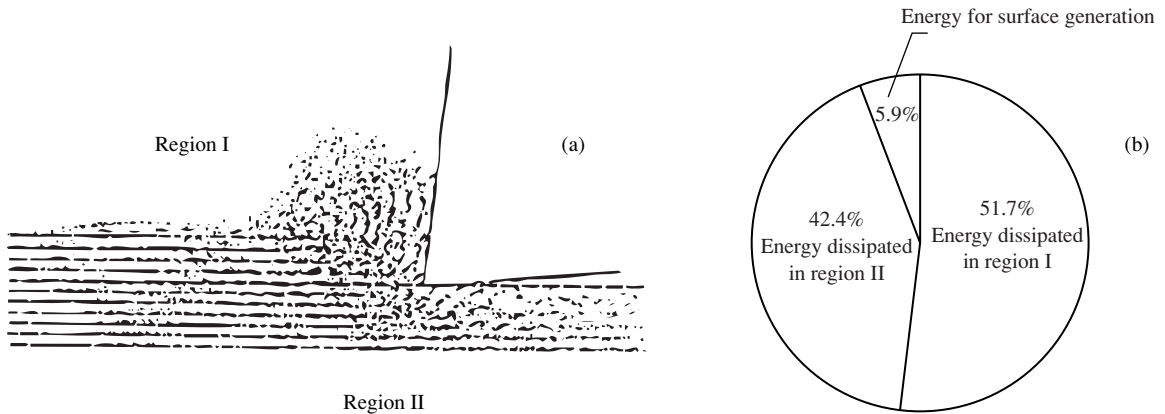 Region I
(a)
Region II
Energy for surface generation
5.9%
(b)
42.4%
Energy dissipated
in region II
51.7%
Energy dissipated
in region I